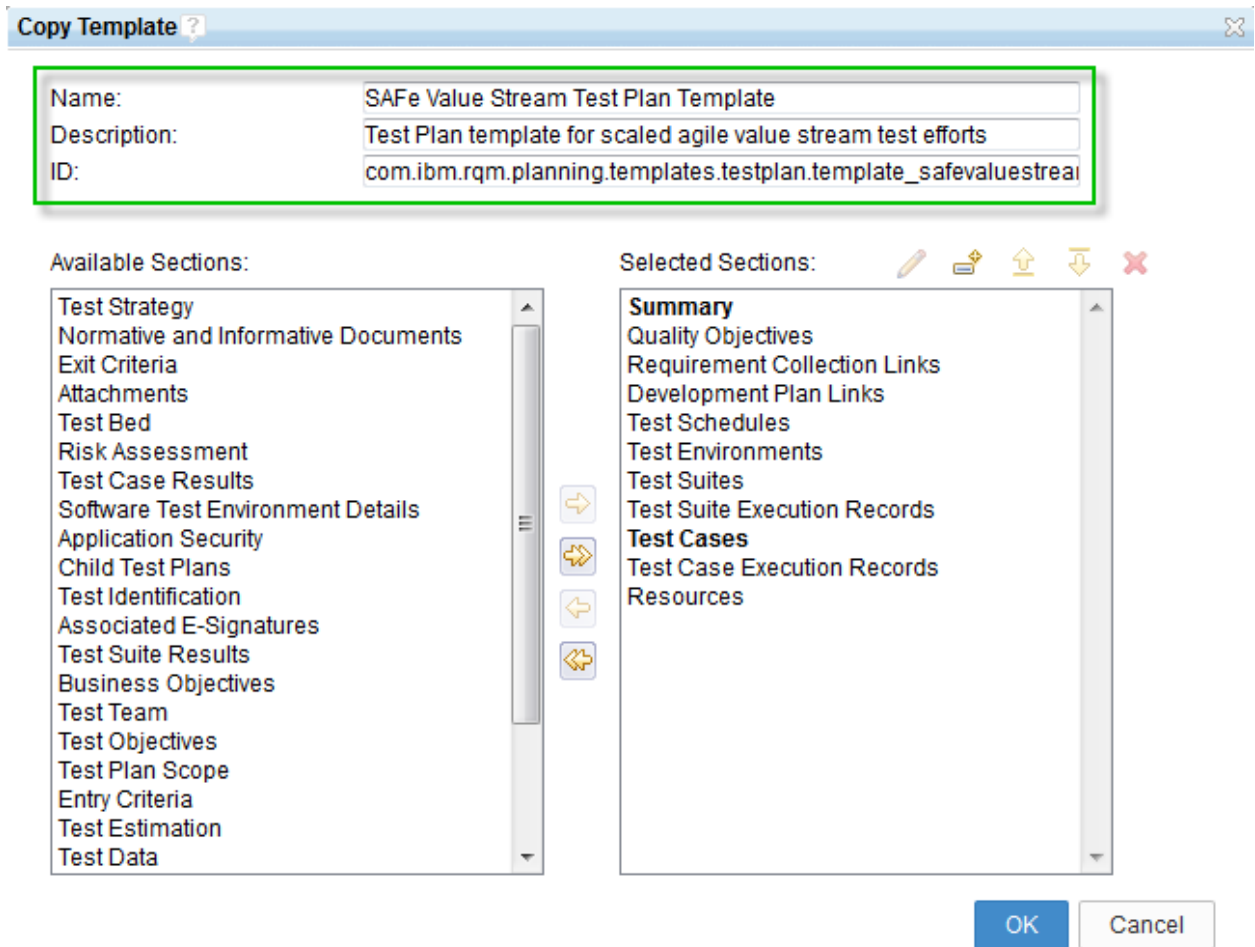 Copy Template ?
Name: SAFe Value Stream Test Plan Template
Description: Test Plan template for scaled agile value stream test efforts
ID: com.ibm.rqm.planning.templates.testplan.template_safevaluestrea
Available Sections:
Test Strategy
Normative and Informative Documents
Exit Criteria
Attachments
Test Bed
Risk Assessment
Test Case Results
Software Test Environment Details
Application Security
Child Test Plans
Test Identification
Associated E-Signatures
Test Suite Results
Business Objectives
Test Team
Test Objectives
Test Plan Scope
Entry Criteria
Test Estimation
Test Data
Selected Sections:
Summary
Quality Objectives
Requirement Collection Links
Development Plan Links
Test Schedules
Test Environments
Test Suites
Test Suite Execution Records
Test Cases
Test Case Execution Records
Resources
OK Cancel